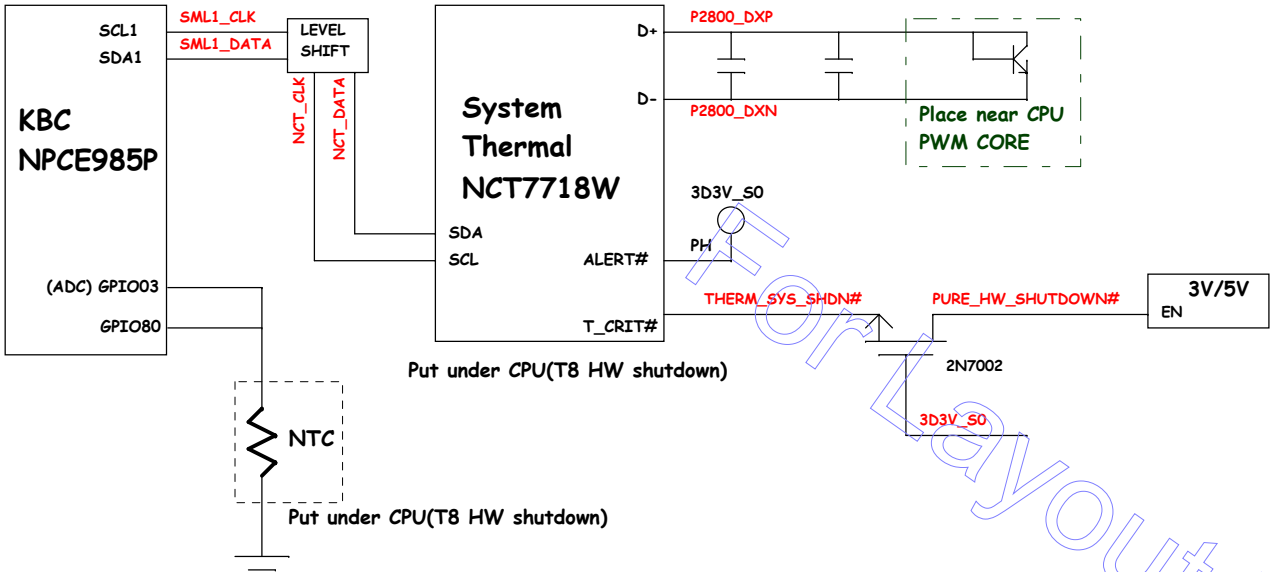 SCL1
SDA1
KBC
NPCE985P
(ADC) GPIO03
GPIO80
SML1_CLK
SML1_DATA
LEVEL
SHIFT
NCT_CLK
NCT_DATA
System
Thermal
NCT7718W
D+
D-
SDA
SCL
ALERT#
T_CRIT#
P2800_DXP
P2800_DXN
Place near CPU
PWM CORE
3D3V_S0
PH
THERM_SYS_SHDN#
PURE_HW_SHUTDOWN#
3V/5V
EN
2N7002
3D3V_S0
Put under CPU(T8 HW shutdown)
NTC
Put under CPU(T8 HW shutdown)
For Layout